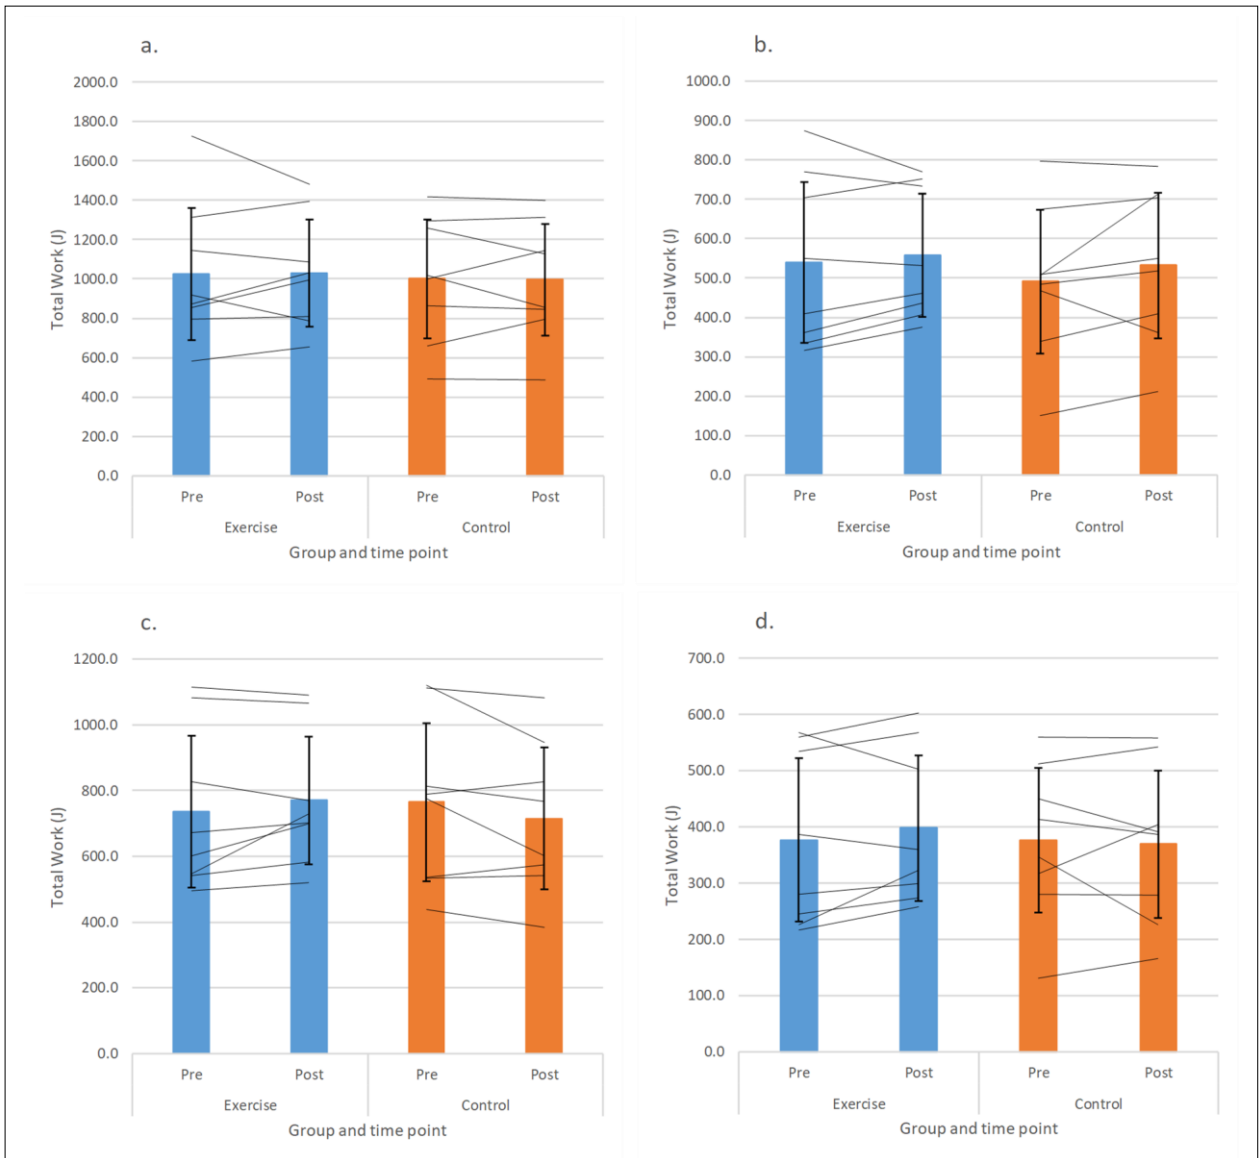 a.
2000.0
1800.0
1600.0
1400.0
1200.0
1000.0
800.0
600.0
400.0
200.0
0.0
Total Work (J)
Pre Post Pre Post
Exercise Control
Group and time point
b.
1000.0
900.0
800.0
700.0
600.0
500.0
400.0
300.0
200.0
100.0
0.0
Total Work (J)
Pre Post Pre Post
Exercise Control
Group and time point
c.
1200.0
1000.0
800.0
600.0
400.0
200.0
0.0
Total Work (J)
Pre Post Pre Post
Exercise Control
Group and time point
d.
700.0
600.0
500.0
400.0
300.0
200.0
100.0
0.0
Total Work (J)
Pre Post Pre Post
Exercise Control
Group and time point